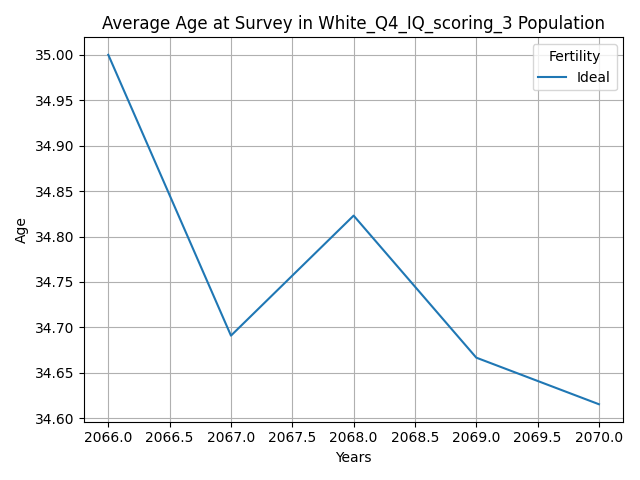 Average Age at Survey in White_Q4_IQ_scoring_3 Population
Fertility
Ideal
Age
35.00
34.95
34.90
34.85
34.80
34.75
34.70
34.65
34.60
2066.0 2066.5 2067.0 2067.5 2068.0 2068.5 2069.0 2069.5 2070.0
Years